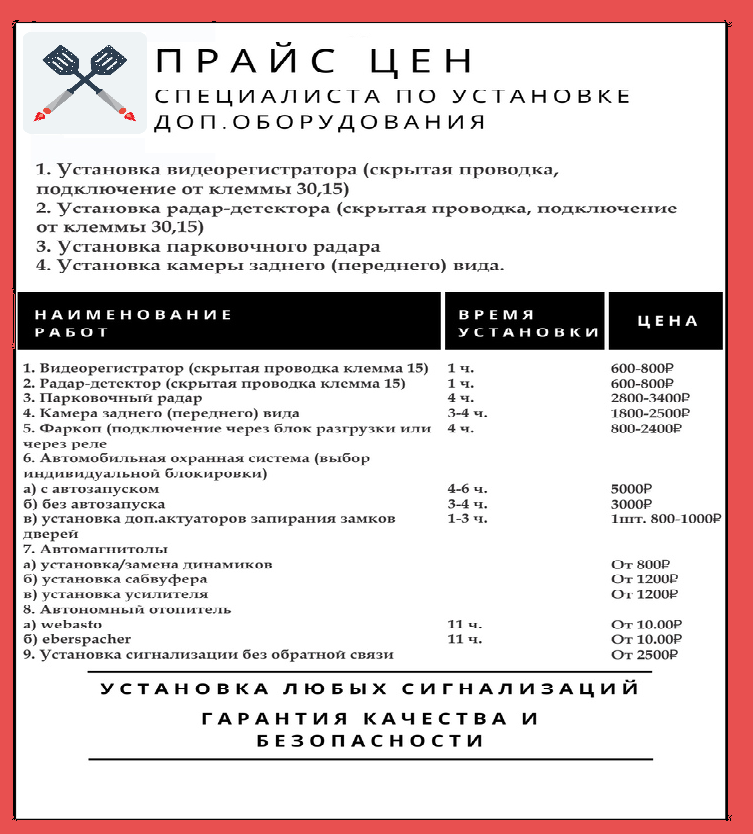 ПРАЙС ЦЕН
СПЕЦИАЛИСТА ПО УСТАНОВКЕ
ДОП.ОБОРУДОВАНИЯ
1. Установка видеорегистратора (скрытая проводка,
подключение от клеммы 30,15)
2. Установка радар-детектора (скрытая проводка, подключение
от клеммы 30,15)
3. Установка парковочного радара
4. Установка камеры заднего (переднего) вида.
НАИМЕНОВАНИЕ РАБОТ ВРЕМЯ УСТАНОВКИ ЦЕНА
1. Видеорегистратор (скрытая проводка клемма 15) 1 ч. 600-800₽
2. Радар-детектор (скрытая проводка клемма 15) 1 ч. 600-800₽
3. Парковочный радар 4 ч. 2800-3400₽
4. Камера заднего (переднего) вида 3-4 ч. 1800-2500₽
5. Фаркоп (подключение через блок разгрузки или 4 ч. 800-2400₽
через реле
6. Автомобильная охранная система (выбор
индивидуальной блокировки)
а) с автозапуском 4-6 ч. 5000₽
б) без автозапуска 3-4 ч. 3000₽
в) установка доп.актуаторов запирания замков 1-3 ч. 1шт. 800-1000₽
дверей
7. Автомагнитолы
а) установка/замена динамиков От 800₽
б) установка сабвуфера От 1200₽
в) установка усилителя От 1200₽
8. Автономный отопитель
а) webasto 11 ч. От 10.00₽
б) eberspacher 11 ч. От 10.00₽
9. Установка сигнализации без обратной связи От 2500₽
УСТАНОВКА ЛЮБЫХ СИГНАЛИЗАЦИЙ
ГАРАНТИЯ КАЧЕСТВА И
БЕЗОПАСНОСТИ